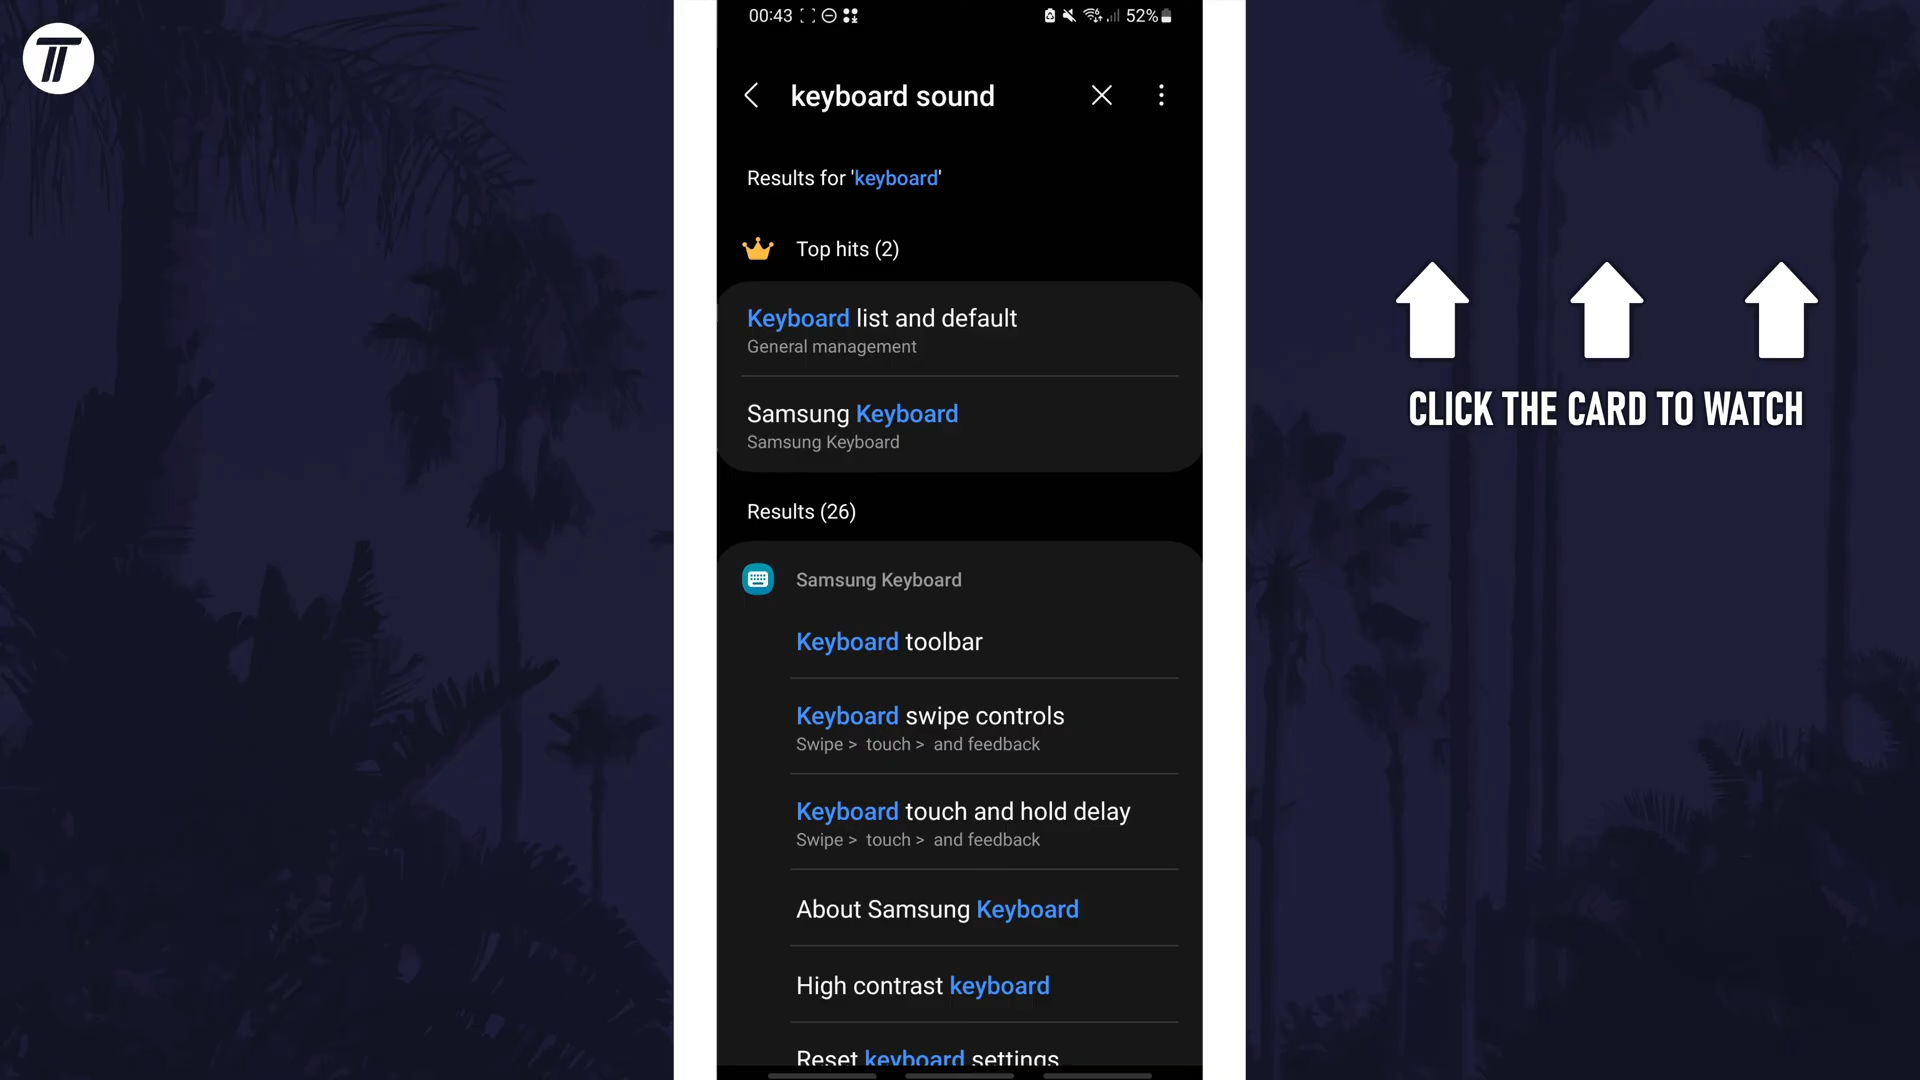 00:43
52%
keyboard sound
Results for 'keyboard'
Top hits (2)
Keyboard list and default
General management
Samsung Keyboard
Samsung Keyboard
Results (26)
Samsung Keyboard
Keyboard toolbar
Keyboard swipe controls
Swipe > touch > and feedback
Keyboard touch and hold delay
Swipe > touch > and feedback
About Samsung Keyboard
High contrast keyboard
Reset keyboard settings
CLICK THE CARD TO WATCH